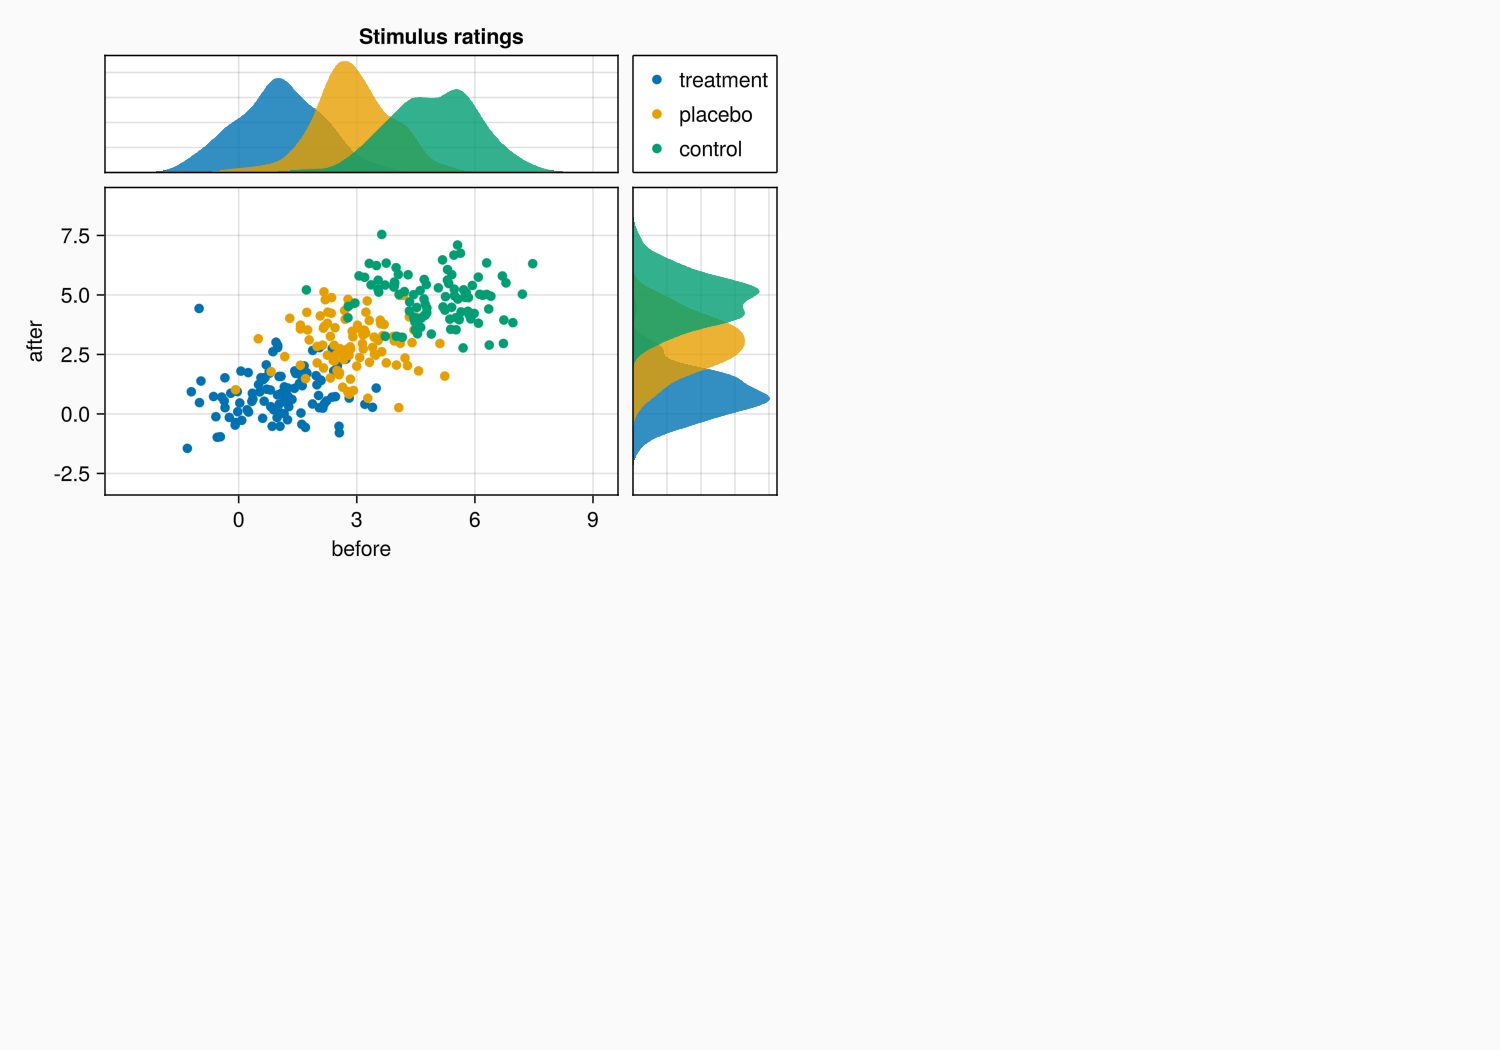 Stimulus ratings
treatment
placebo
control
7.5
5.0
2.5
0.0
-2.5
after
0 3 6 9
before